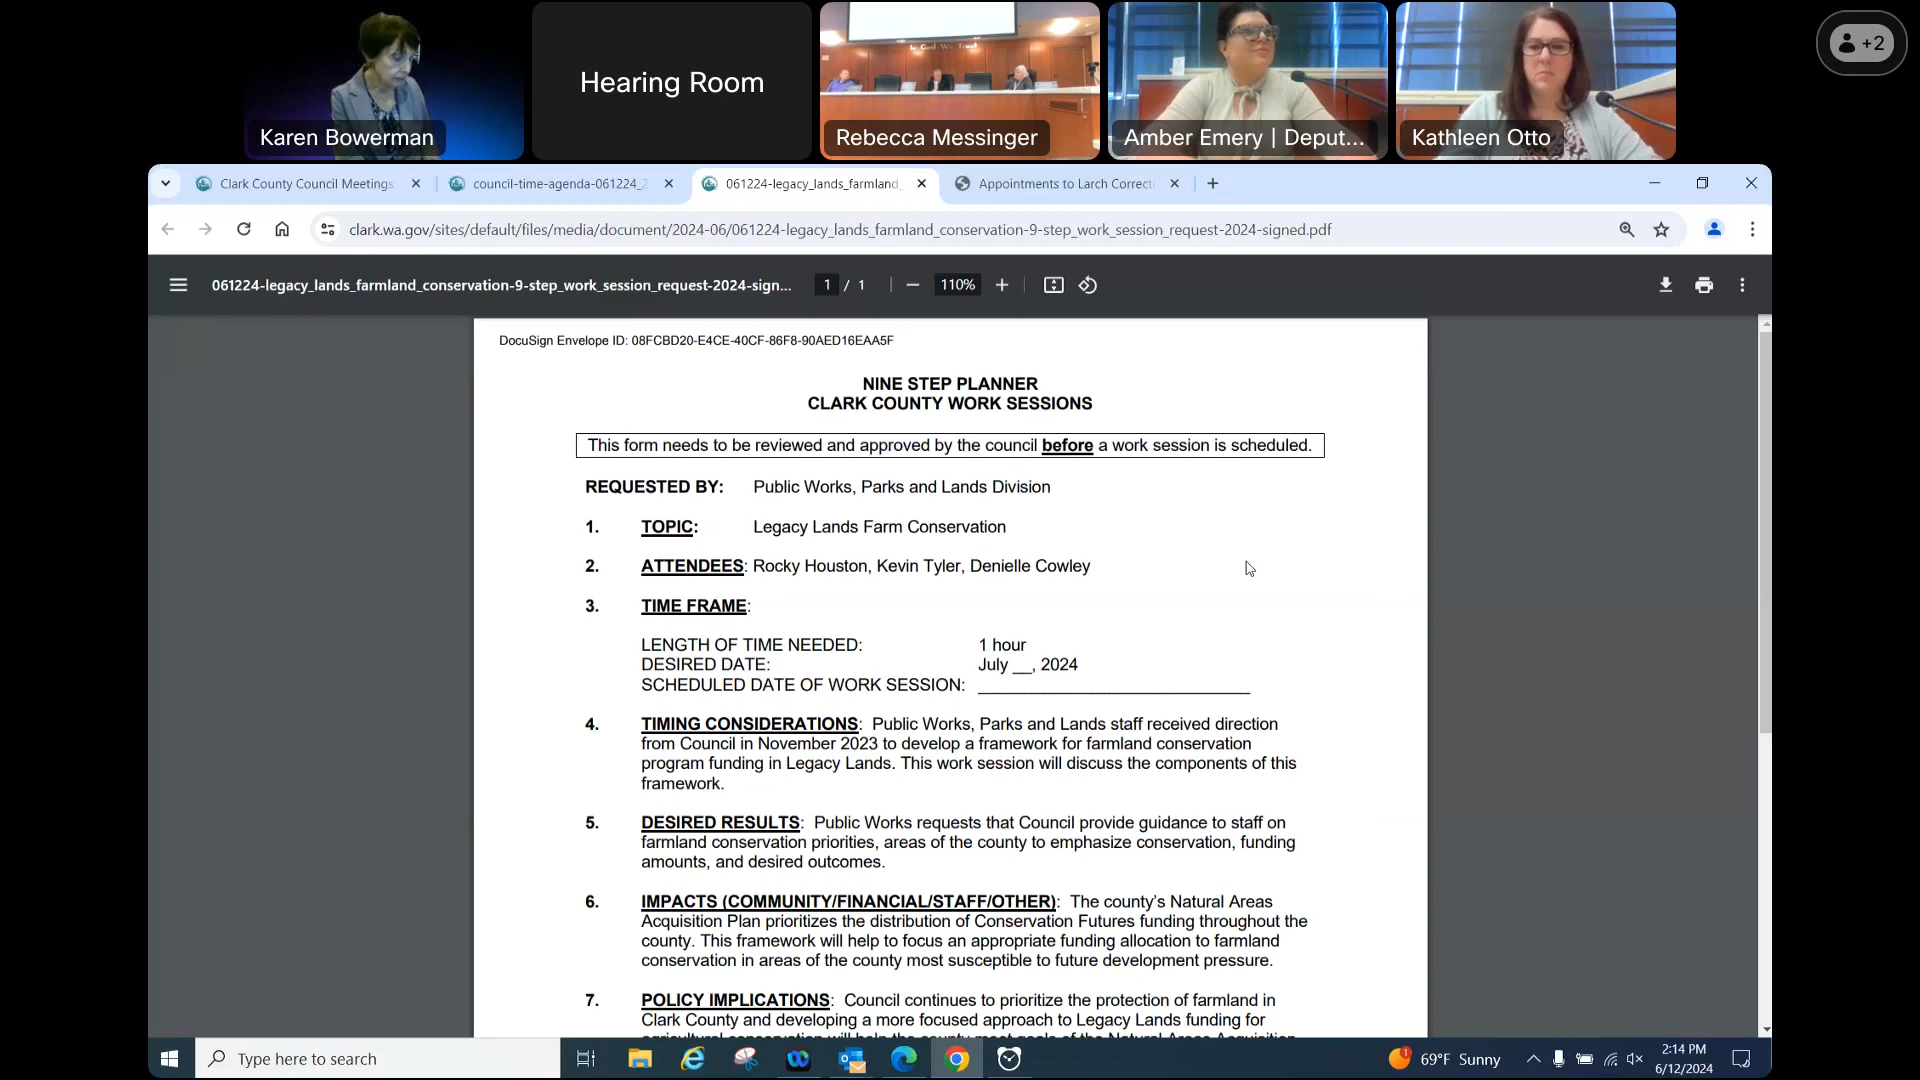 Karen Bowerman
Hearing Room
In God We Trust
Rebecca Messinger
Amber Emery | Deput...
Kathleen Otto
+2
Clark County Council Meetings
council-time-agenda-061224_2
061224-legacy_lands_farmland_
Appointments to Larch Correct
clark.wa.gov/sites/default/files/media/document/2024-06/061224-legacy_lands_farmland_conservation-9-step_work_session_request-2024-signed.pdf
061224-legacy_lands_farmland_conservation-9-step_work_session_request-2024-sign...
1 / 1
110%
DocuSign Envelope ID: 08FCBD20-E4CE-40CF-86F8-90AED16EAA5F
NINE STEP PLANNER
CLARK COUNTY WORK SESSIONS
This form needs to be reviewed and approved by the council before a work session is scheduled.
REQUESTED BY: Public Works, Parks and Lands Division
1. TOPIC: Legacy Lands Farm Conservation
2. ATTENDEES: Rocky Houston, Kevin Tyler, Denielle Cowley
3. TIME FRAME:
LENGTH OF TIME NEEDED: 1 hour
DESIRED DATE: July __, 2024
SCHEDULED DATE OF WORK SESSION: ______________________________
4. TIMING CONSIDERATIONS: Public Works, Parks and Lands staff received direction
from Council in November 2023 to develop a framework for farmland conservation
program funding in Legacy Lands. This work session will discuss the components of this
framework.
5. DESIRED RESULTS: Public Works requests that Council provide guidance to staff on
farmland conservation priorities, areas of the county to emphasize conservation, funding
amounts, and desired outcomes.
6. IMPACTS (COMMUNITY/FINANCIAL/STAFF/OTHER): The county's Natural Areas
Acquisition Plan prioritizes the distribution of Conservation Futures funding throughout the
county. This framework will help to focus an appropriate funding allocation to farmland
conservation in areas of the county most susceptible to future development pressure.
7. POLICY IMPLICATIONS: Council continues to prioritize the protection of farmland in
Clark County and developing a more focused approach to Legacy Lands funding for
Type here to search
1
69°F Sunny
2:14 PM
6/12/2024